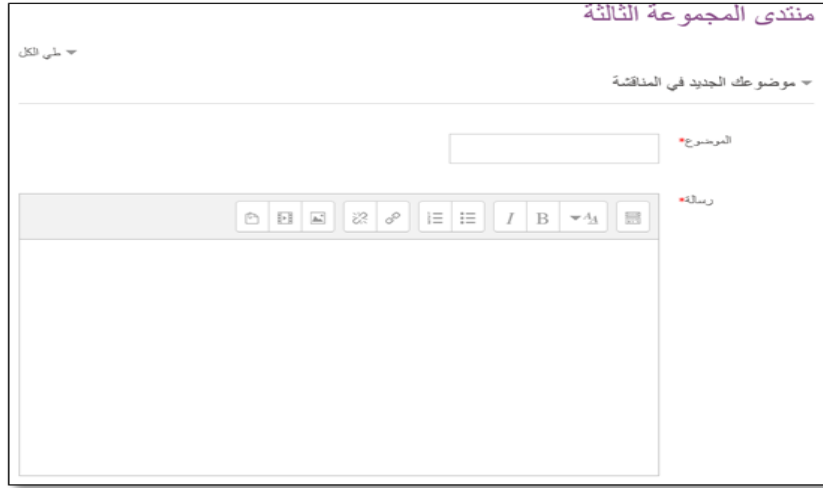 منتدى المجموعة الثالثة
طي الكل
موضوعك الجديد في المناقشة
الموضوع*
رسالة*
I B